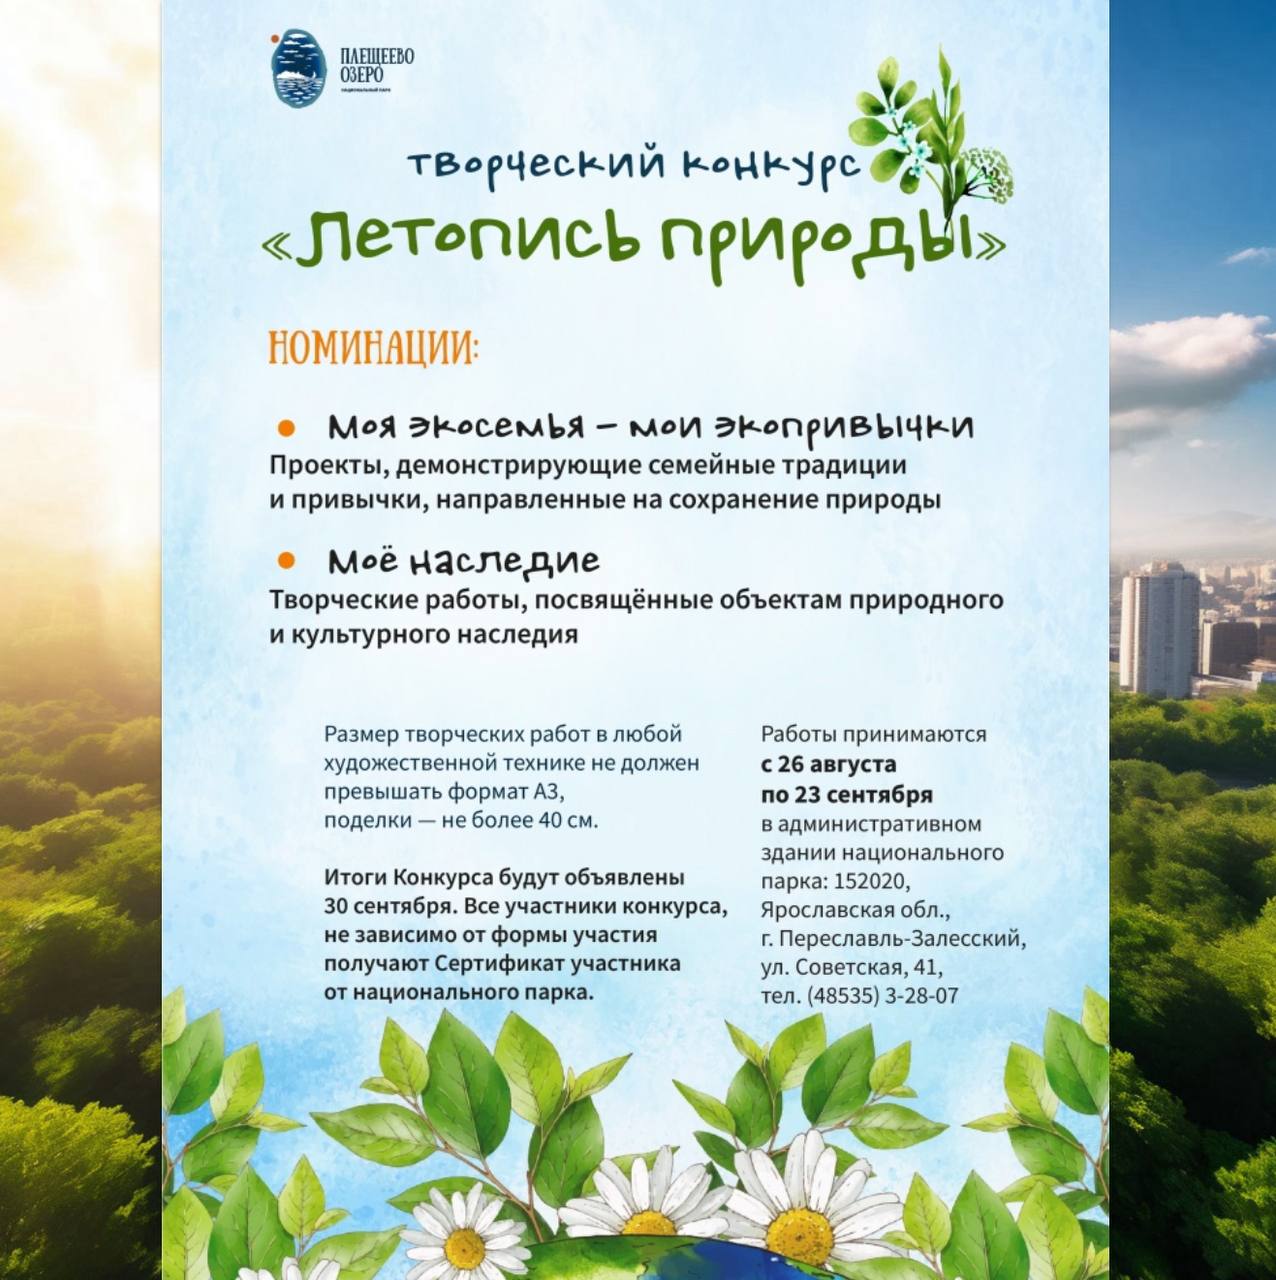 ПЛЕЩЕЕВО
ОЗЕРО
НАЦИОНАЛЬНЫЙ ПАРК
творческий конкурс
«Летопись природы»
НОМИНАЦИИ:
• Моя экосемья – мои экопривычки
Проекты, демонстрирующие семейные традиции
и привычки, направленные на сохранение природы
• Моё наследие
Творческие работы, посвящённые объектам природного
и культурного наследия
Размер творческих работ в любой
художественной технике не должен
превышать формат А3,
поделки — не более 40 см.
Итоги Конкурса будут объявлены
30 сентября. Все участники конкурса,
не зависимо от формы участия
получают Сертификат участника
от национального парка.
Работы принимаются
с 26 августа
по 23 сентября
в административном
здании национального
парка: 152020,
Ярославская обл.,
г. Переславль-Залесский,
ул. Советская, 41,
тел. (48535) 3-28-07